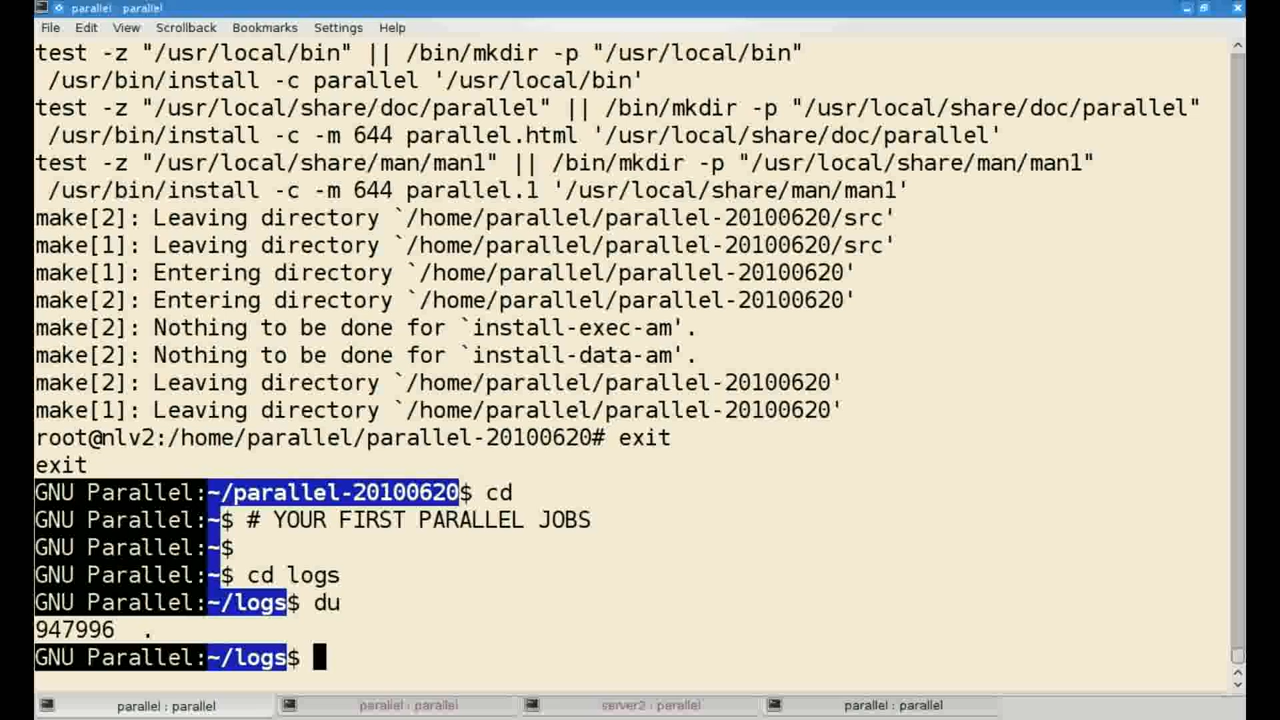 parallel : parallel
File Edit View Scrollback Bookmarks Settings Help
test -z "/usr/local/bin" || /bin/mkdir -p "/usr/local/bin"
 /usr/bin/install -c parallel '/usr/local/bin'
test -z "/usr/local/share/doc/parallel" || /bin/mkdir -p "/usr/local/share/doc/parallel"
 /usr/bin/install -c -m 644 parallel.html '/usr/local/share/doc/parallel'
test -z "/usr/local/share/man/man1" || /bin/mkdir -p "/usr/local/share/man/man1"
 /usr/bin/install -c -m 644 parallel.1 '/usr/local/share/man/man1'
make[2]: Leaving directory `/home/parallel/parallel-20100620/src'
make[1]: Leaving directory `/home/parallel/parallel-20100620/src'
make[1]: Entering directory `/home/parallel/parallel-20100620'
make[2]: Entering directory `/home/parallel/parallel-20100620'
make[2]: Nothing to be done for `install-exec-am'.
make[2]: Nothing to be done for `install-data-am'.
make[2]: Leaving directory `/home/parallel/parallel-20100620'
make[1]: Leaving directory `/home/parallel/parallel-20100620'
root@nlv2:/home/parallel/parallel-20100620# exit
exit
GNU Parallel:~/parallel-20100620$ cd
GNU Parallel:~$ # YOUR FIRST PARALLEL JOBS
GNU Parallel:~$
GNU Parallel:~$ cd logs
GNU Parallel:~/logs$ du
947996  .
GNU Parallel:~/logs$
parallel : parallel
parallel : parallel
server2 : parallel
parallel : parallel